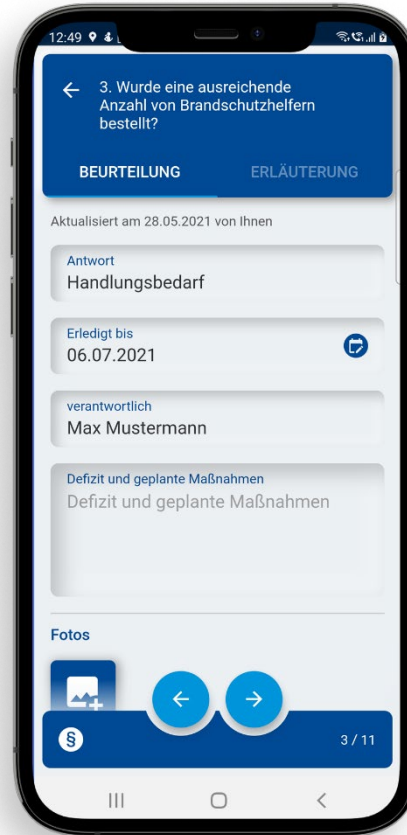 12:49
3. Wurde eine ausreichende
Anzahl von Brandschutzhelfern
bestellt?
BEURTEILUNG ERLÄUTERUNG
Aktualisiert am 28.05.2021 von Ihnen
Antwort
Handlungsbedarf
Erledigt bis
06.07.2021
verantwortlich
Max Mustermann
Defizit und geplante Maßnahmen
Defizit und geplante Maßnahmen
Fotos
§ 3 / 11